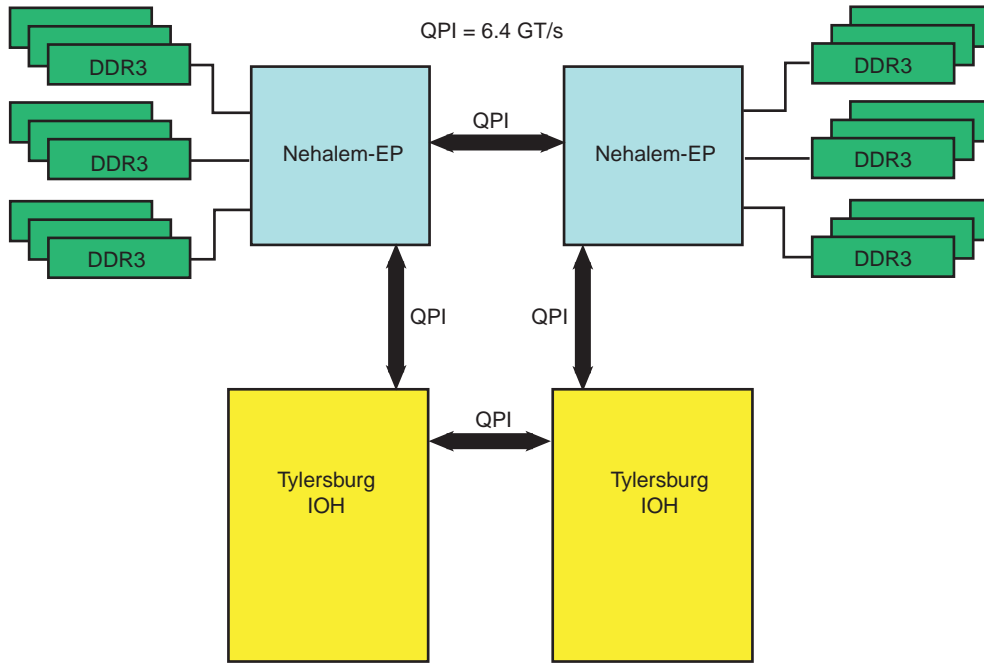 QPI = 6.4 GT/s
DDR3
DDR3
QPI
DDR3
Nehalem-EP
Nehalem-EP
DDR3
DDR3
DDR3
QPI
QPI
QPI
Tylersburg
IOH
Tylersburg
IOH